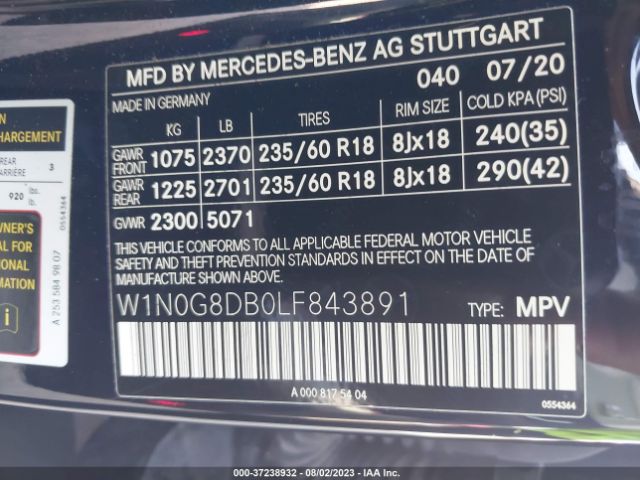 MFD BY MERCEDES-BENZ AG STUTTGART
040 07/20
MADE IN GERMANY
KG LB TIRES RIM SIZE COLD KPA(PSI)
GAWR FRONT 1075 2370 235/60 R18 8Jx18 240(35)
GAWR REAR 1225 2701 235/60 R18 8Jx18 290(42)
GVWR 2300 5071
THIS VEHICLE CONFORMS TO ALL APPLICABLE FEDERAL MOTOR VEHICLE
SAFETY AND THEFT PREVENTION STANDARDS IN EFFECT ON THE
DATE OF MANUFACTURE SHOWN ABOVE.
W1N0G8DB0LF843891 TYPE: MPV
A 000 817 54 04
0554364
HARGEMENT
REAR
ARRIÈRE 3
920 lbs.
lb.
0554364
WNER'S
AL FOR
ONAL
MATION
i
A 253 584 98 07
000-37238932 - 08/02/2023 - IAA Inc.